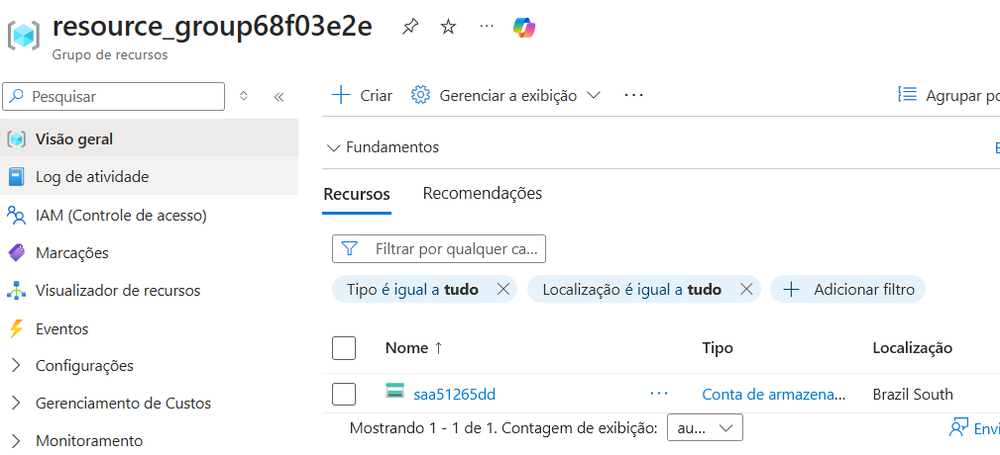 resource_group68f03e2e
Grupo de recursos
Pesquisar
Visão geral
Log de atividade
IAM (Controle de acesso)
Marcações
Visualizador de recursos
Eventos
Configurações
Gerenciamento de Custos
Monitoramento
Criar
Gerenciar a exibição
Agrupar po
Fundamentos
E
Recursos
Recomendações
Filtrar por qualquer ca...
Tipo é igual a tudo
Localização é igual a tudo
Adicionar filtro
Nome ↑ Tipo Localização
saa51265dd ... Conta de armazena... Brazil South
Mostrando 1 - 1 de 1. Contagem de exibição: au...
Envi